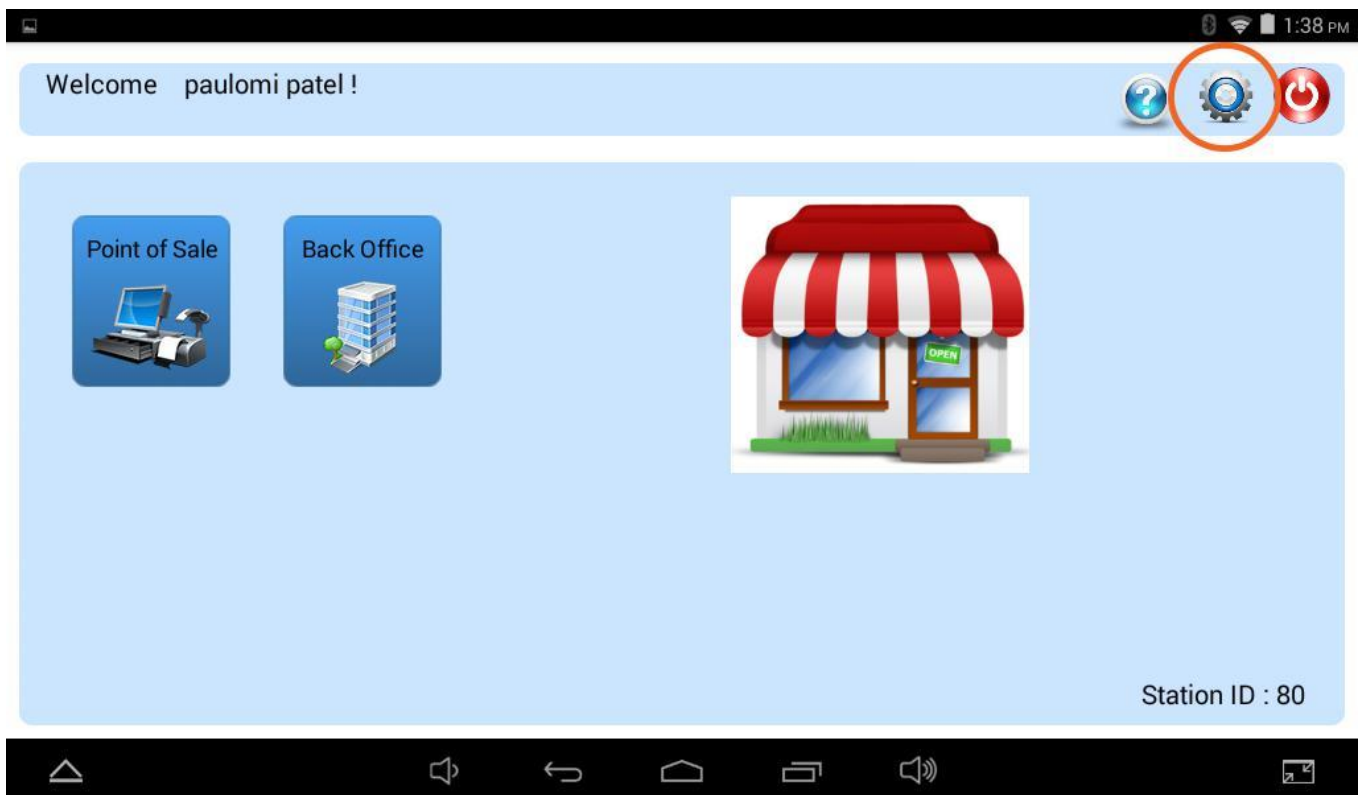 1:38 PM
Welcome paulomi patel !
?
Point of Sale
Back Office
OPEN
Station ID : 80